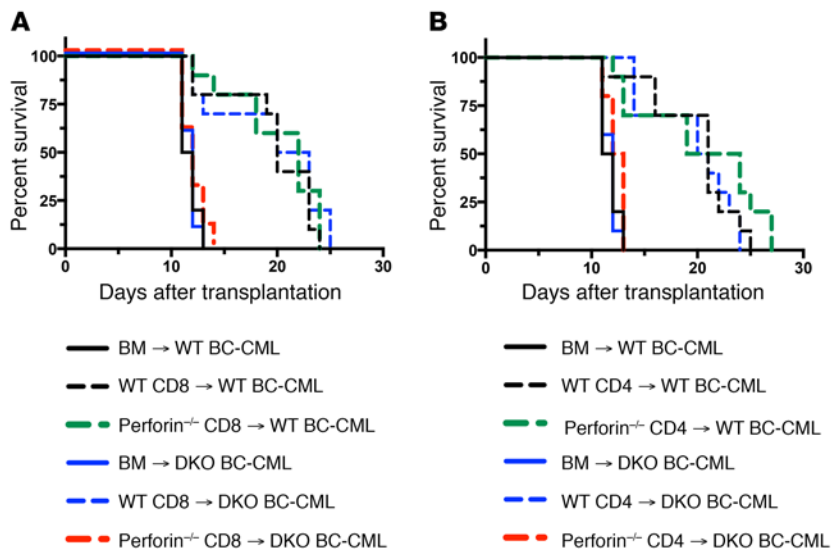 A
Percent survival
100
75
50
25
0
0 10 20 30
Days after transplantation
BM → WT BC-CML
WT CD8 → WT BC-CML
Perforin⁻/⁻ CD8 → WT BC-CML
BM → DKO BC-CML
WT CD8 → DKO BC-CML
Perforin⁻/⁻ CD8 → DKO BC-CML
B
Percent survival
100
75
50
25
0
0 10 20 30
Days after transplantation
BM → WT BC-CML
WT CD4 → WT BC-CML
Perforin⁻/⁻ CD4 → WT BC-CML
BM → DKO BC-CML
WT CD4 → DKO BC-CML
Perforin⁻/⁻ CD4 → DKO BC-CML